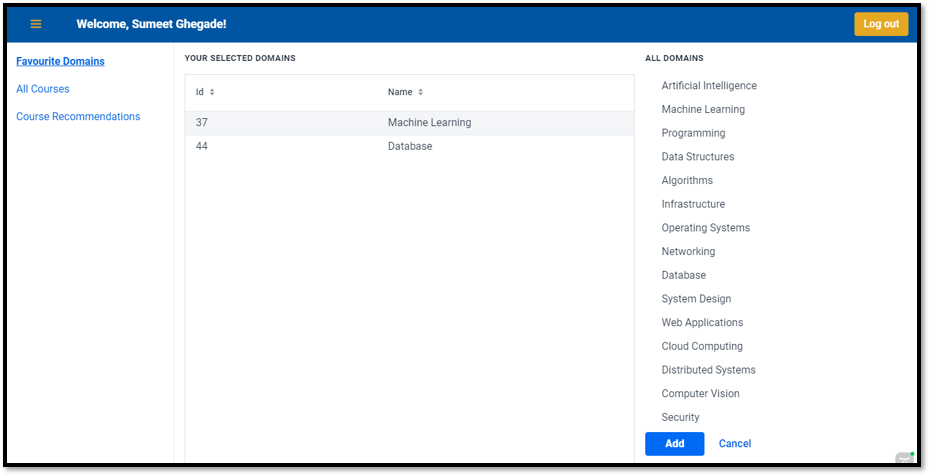 Welcome, Sumeet Ghegade!
Log out
Favourite Domains
All Courses
Course Recommendations
YOUR SELECTED DOMAINS
Id Name
37 Machine Learning
44 Database
ALL DOMAINS
Artificial Intelligence
Machine Learning
Programming
Data Structures
Algorithms
Infrastructure
Operating Systems
Networking
Database
System Design
Web Applications
Cloud Computing
Distributed Systems
Computer Vision
Security
Add Cancel